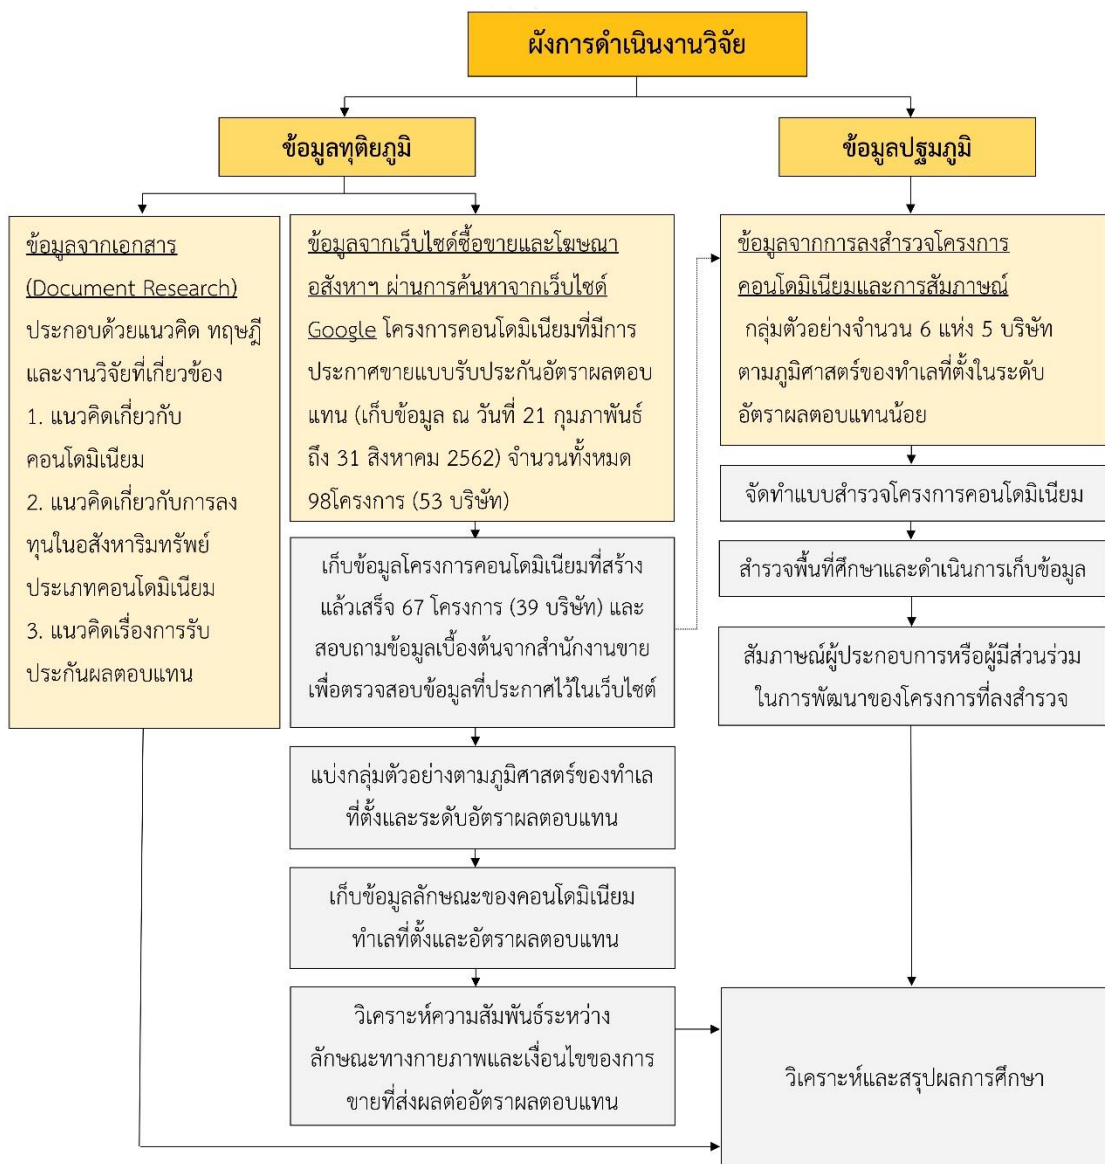 ผังการดำเนินงานวิจัย
ข้อมูลทุติยภูมิ
ข้อมูลปฐมภูมิ
ข้อมูลจากเอกสาร
(Document Research)
ประกอบด้วยแนวคิด ทฤษฎี
และงานวิจัยที่เกี่ยวข้อง
1. แนวคิดเกี่ยวกับ
คอนโดมิเนียม
2. แนวคิดเกี่ยวกับการลง
ทุนในอสังหาริมทรัพย์
ประเภทคอนโดมิเนียม
3. แนวคิดเรื่องการรับ
ประกันผลตอบแทน
ข้อมูลจากเว็บไซต์ซื้อขายและโฆษณา
อสังหาฯ ผ่านการค้นหาจากเว็บไซต์
Google โครงการคอนโดมิเนียมที่มีการ
ประกาศขายแบบรับประกันอัตราผลตอบ
แทน (เก็บข้อมูล ณ วันที่ 21 กุมภาพันธ์
ถึง 31 สิงหาคม 2562) จำนวนทั้งหมด
98โครงการ (53 บริษัท)
เก็บข้อมูลโครงการคอนโดมิเนียมที่สร้าง
แล้วเสร็จ 67 โครงการ (39 บริษัท) และ
สอบถามข้อมูลเบื้องต้นจากสำนักงานขาย
เพื่อตรวจสอบข้อมูลที่ประกาศไว้ในเว็บไซต์
แบ่งกลุ่มตัวอย่างตามภูมิศาสตร์ของทำเล
ที่ตั้งและระดับอัตราผลตอบแทน
เก็บข้อมูลลักษณะของคอนโดมิเนียม
ทำเลที่ตั้งและอัตราผลตอบแทน
วิเคราะห์ความสัมพันธ์ระหว่าง
ลักษณะทางกายภาพและเงื่อนไขของการ
ขายที่ส่งผลต่ออัตราผลตอบแทน
ข้อมูลจากการลงสำรวจโครงการ
คอนโดมิเนียมและการสัมภาษณ์
กลุ่มตัวอย่างจำนวน 6 แห่ง 5 บริษัท
ตามภูมิศาสตร์ของทำเลที่ตั้งในระดับ
อัตราผลตอบแทนน้อย
จัดทำแบบสำรวจโครงการคอนโดมิเนียม
สำรวจพื้นที่ศึกษาและดำเนินการเก็บข้อมูล
สัมภาษณ์ผู้ประกอบการหรือผู้มีส่วนร่วม
ในการพัฒนาของโครงการที่ลงสำรวจ
วิเคราะห์และสรุปผลการศึกษา